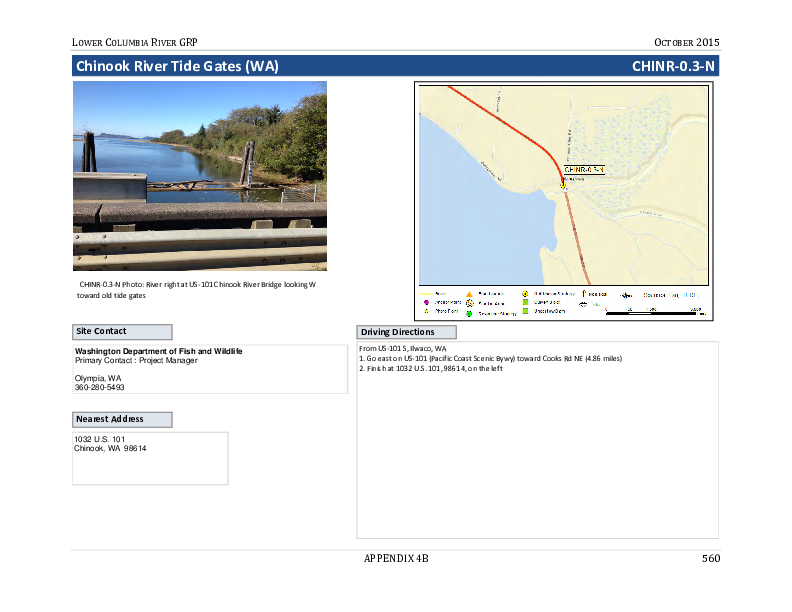 LOWER COLUMBIA RIVER GRP
OCTOBER 2015
Chinook River Tide Gates (WA)
CHINR-0.3-N
CHINR-0.3-N
CHINR-0.3-N Photo: River right at US-101 Chinook River Bridge looking W
toward old tide gates
Site Contact
Washington Department of Fish and Wildlife
Primary Contact : Project Manager
Olympia, WA
360-280-5493
Nearest Address
1032 U.S. 101
Chinook, WA 98614
Driving Directions
From US-101 S, Ilwaco, WA
1. Go east on US-101 (Pacific Coast Scenic Bywy) toward Cooks Rd NE (4.86 miles)
2. Finish at 1032 U.S. 101, 98614, on the left
APPENDIX 4B
560